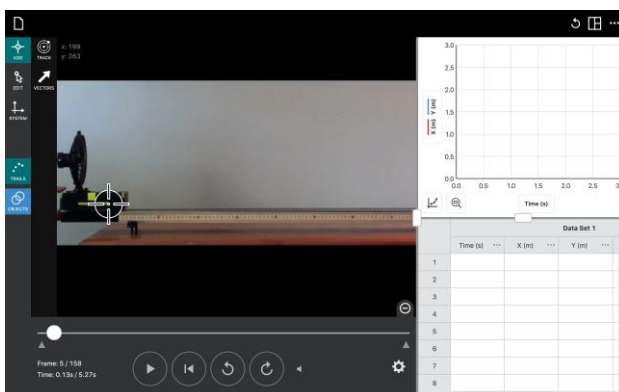 x: 199
y: 263
ADD
TRACK
EDIT
VECTORS
SYSTEM
TRAILS
OBJECTS
3.0
2.5
2.0
1.5
1.0
0.5
0.0
X (m) Y (m)
0.0 0.5 1.0 1.5 2.0 2.5 3
Time (s)
Data Set 1
Time (s) ... X (m) ... Y (m) ...
1
2
3
4
5
6
7
8
Frame: 5 / 158
Time: 0.13s / 5.27s